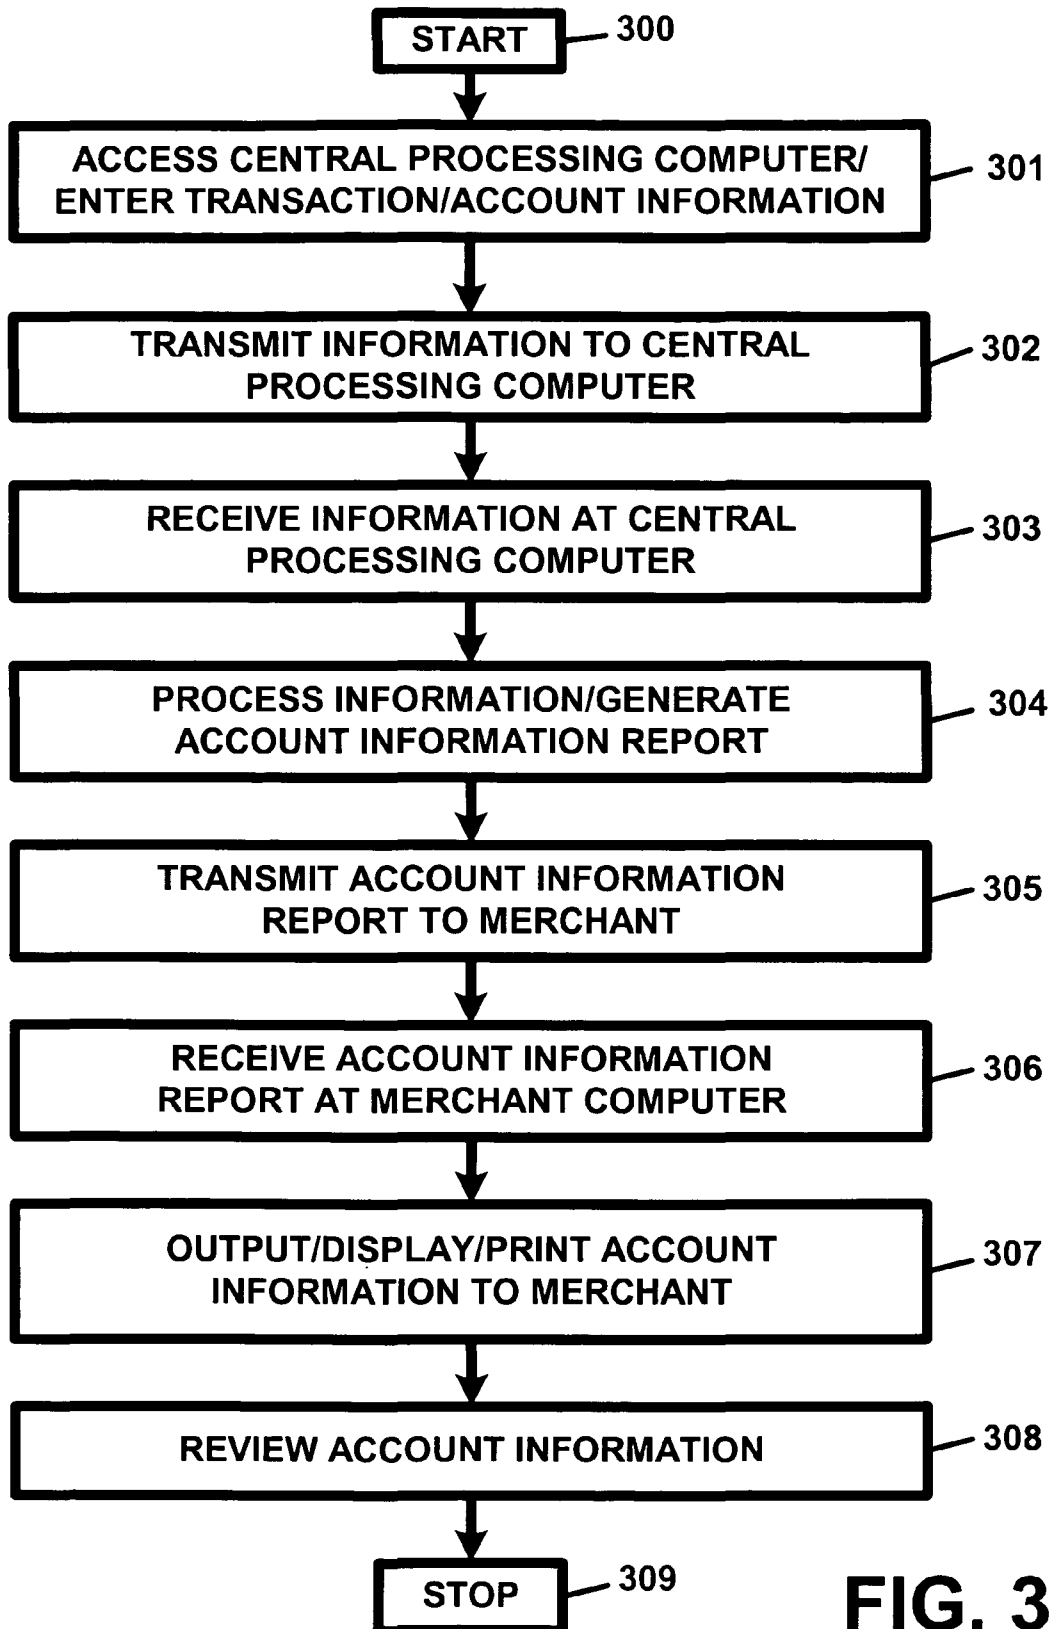 START
300
ACCESS CENTRAL PROCESSING COMPUTER/
ENTER TRANSACTION/ACCOUNT INFORMATION
301
TRANSMIT INFORMATION TO CENTRAL
PROCESSING COMPUTER
302
RECEIVE INFORMATION AT CENTRAL
PROCESSING COMPUTER
303
PROCESS INFORMATION/GENERATE
ACCOUNT INFORMATION REPORT
304
TRANSMIT ACCOUNT INFORMATION
REPORT TO MERCHANT
305
RECEIVE ACCOUNT INFORMATION
REPORT AT MERCHANT COMPUTER
306
OUTPUT/DISPLAY/PRINT ACCOUNT
INFORMATION TO MERCHANT
307
REVIEW ACCOUNT INFORMATION
308
STOP
309
FIG. 3